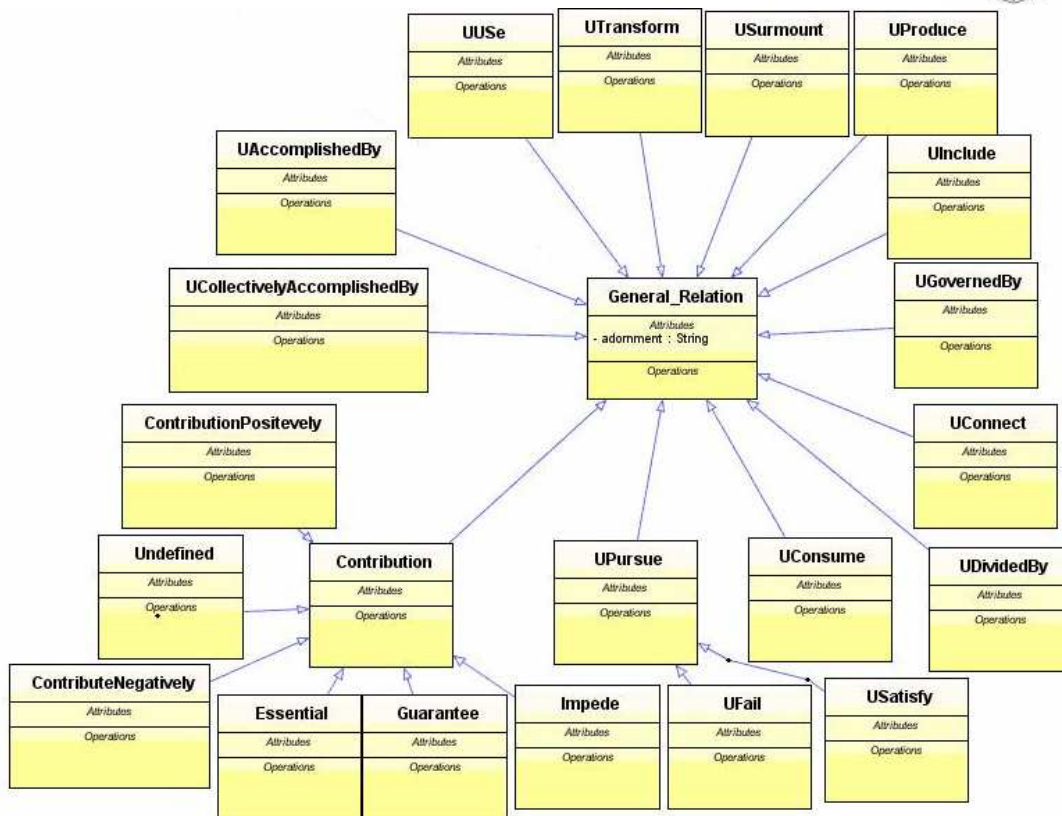 UUSe
Attributes
Operations
UTransform
Attributes
Operations
USurmount
Attributes
Operations
UProduce
Attributes
Operations
UAccomplishedBy
Attributes
Operations
UInclude
Attributes
Operations
UCollectivelyAccomplishedBy
Attributes
Operations
General_Relation
Attributes
- adornment : String
Operations
UGovernedBy
Attributes
Operations
ContributionPositevely
Attributes
Operations
UConnect
Attributes
Operations
Undefined
Attributes
Operations
Contribution
Attributes
Operations
UPursue
Attributes
Operations
UConsume
Attributes
Operations
UDividedBy
Attributes
Operations
ContributeNegatively
Attributes
Operations
Essential
Attributes
Operations
Guarantee
Attributes
Operations
Impede
Attributes
Operations
UFail
Attributes
Operations
USatisfy
Attributes
Operations